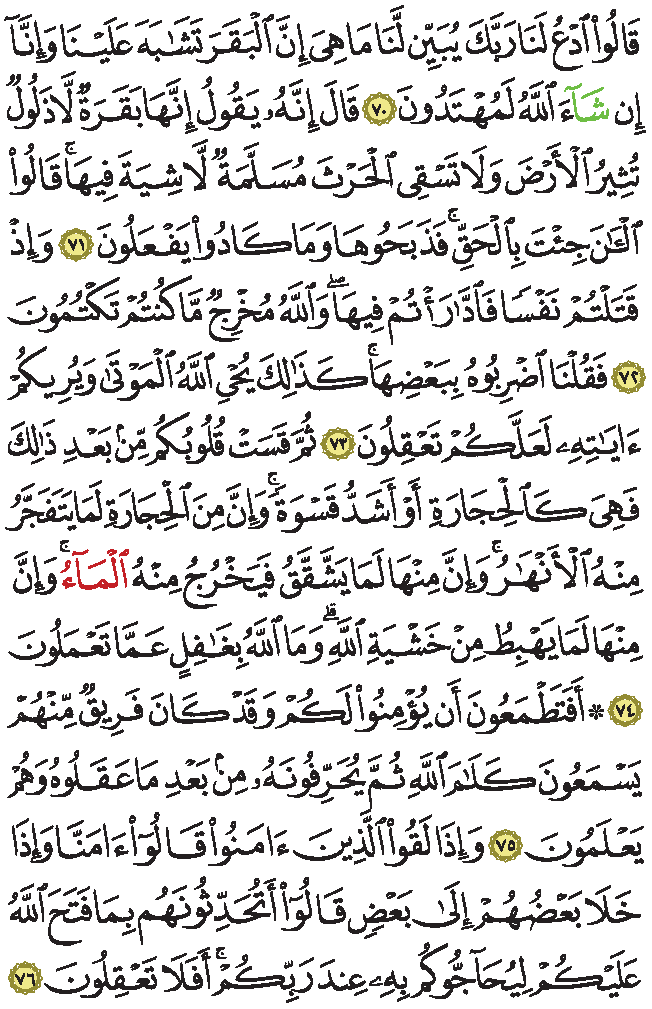 قَالُوا۟ ٱدْعُ لَنَا رَبَّكَ يُبَيِّن لَّنَا مَا هِىَ إِنَّ ٱلْبَقَرَ تَشَٰبَهَ عَلَيْنَا وَإِنَّآ
إِن شَآءَ ٱللَّهُ لَمُهْتَدُونَ ٧٠ قَالَ إِنَّهُۥ يَقُولُ إِنَّهَا بَقَرَةٌ لَّا ذَلُولٌ
تُثِيرُ ٱلْأَرْضَ وَلَا تَسْقِى ٱلْحَرْثَ مُسَلَّمَةٌ لَّا شِيَةَ فِيهَا ۚ قَالُوا۟
ٱلْـَٰٔنَ جِئْتَ بِٱلْحَقِّ ۚ فَذَبَحُوهَا وَمَا كَادُوا۟ يَفْعَلُونَ ٧١ وَإِذْ
قَتَلْتُمْ نَفْسًا فَٱدَّٰرَْٰٔتُمْ فِيهَا ۖ وَٱللَّهُ مُخْرِجٌ مَّا كُنتُمْ تَكْتُمُونَ
٧٢ فَقُلْنَا ٱضْرِبُوهُ بِبَعْضِهَا ۚ كَذَٰلِكَ يُحْىِ ٱللَّهُ ٱلْمَوْتَىٰ وَيُرِيكُمْ
ءَايَٰتِهِۦ لَعَلَّكُمْ تَعْقِلُونَ ٧٣ ثُمَّ قَسَتْ قُلُوبُكُم مِّنۢ بَعْدِ ذَٰلِكَ
فَهِىَ كَٱلْحِجَارَةِ أَوْ أَشَدُّ قَسْوَةً ۚ وَإِنَّ مِنَ ٱلْحِجَارَةِ لَمَا يَتَفَجَّرُ
مِنْهُ ٱلْأَنْهَٰرُ ۚ وَإِنَّ مِنْهَا لَمَا يَشَّقَّقُ فَيَخْرُجُ مِنْهُ ٱلْمَآءُ ۚ وَإِنَّ
مِنْهَا لَمَا يَهْبِطُ مِنْ خَشْيَةِ ٱللَّهِ ۗ وَمَا ٱللَّهُ بِغَٰفِلٍ عَمَّا تَعْمَلُونَ
٧٤ * أَفَتَطْمَعُونَ أَن يُؤْمِنُوا۟ لَكُمْ وَقَدْ كَانَ فَرِيقٌ مِّنْهُمْ
يَسْمَعُونَ كَلَٰمَ ٱللَّهِ ثُمَّ يُحَرِّفُونَهُۥ مِنۢ بَعْدِ مَا عَقَلُوهُ وَهُمْ
يَعْلَمُونَ ٧٥ وَإِذَا لَقُوا۟ ٱلَّذِينَ ءَامَنُوا۟ قَالُوٓا۟ ءَامَنَّا وَإِذَا
خَلَا بَعْضُهُمْ إِلَىٰ بَعْضٍ قَالُوٓا۟ أَتُحَدِّثُونَهُم بِمَا فَتَحَ ٱللَّهُ
عَلَيْكُمْ لِيُحَآجُّوكُم بِهِۦ عِندَ رَبِّكُمْ ۚ أَفَلَا تَعْقِلُونَ ٧٦